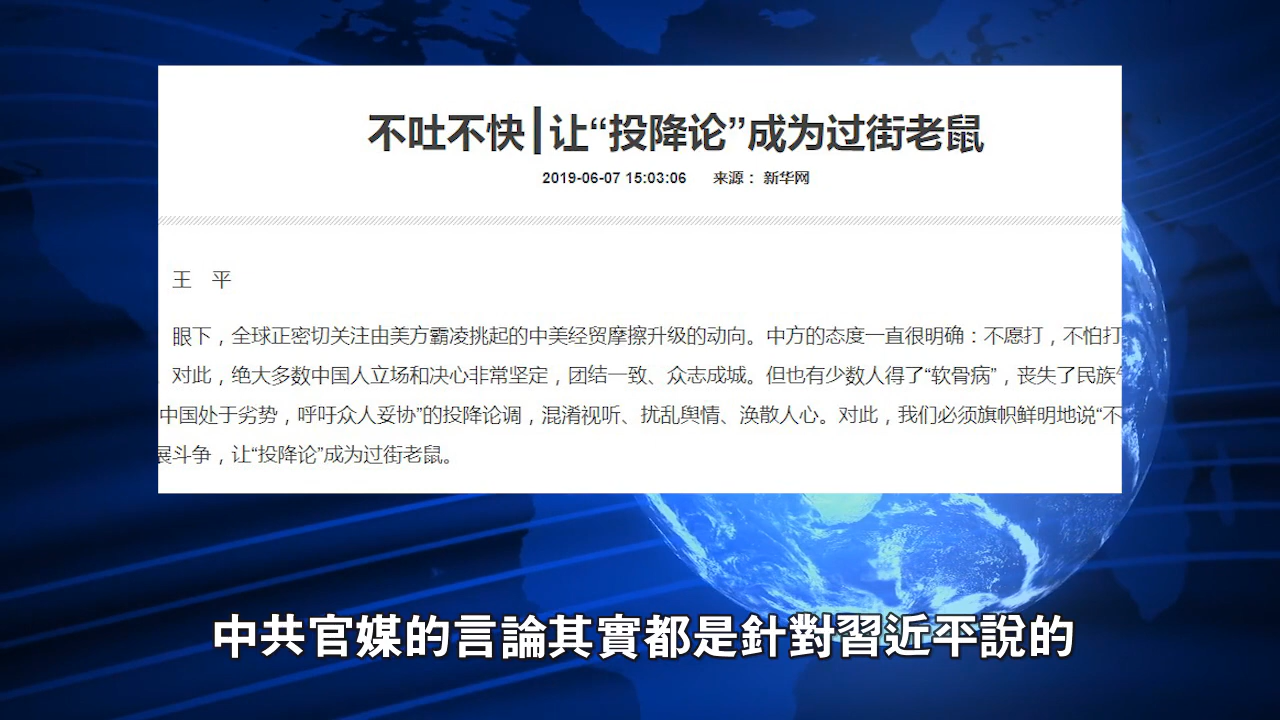 不吐不快|让“投降论”成为过街老鼠
2019-06-07 15:03:06 来源：新华网
王 平
眼下，全球正密切关注由美方霸凌挑起的中美经贸摩擦升级的动向。中方的态度一直很明确：不愿打，不怕打
对此，绝大多数中国人立场和决心非常坚定，团结一致、众志成城。但也有少数人得了“软骨病”，丧失了民族
中国处于劣势，呼吁众人妥协”的投降论调，混淆视听、扰乱舆情、涣散人心。对此，我们必须旗帜鲜明地说“不
展斗争，让“投降论”成为过街老鼠。
中共官媒的言論其實都是針對習近平說的